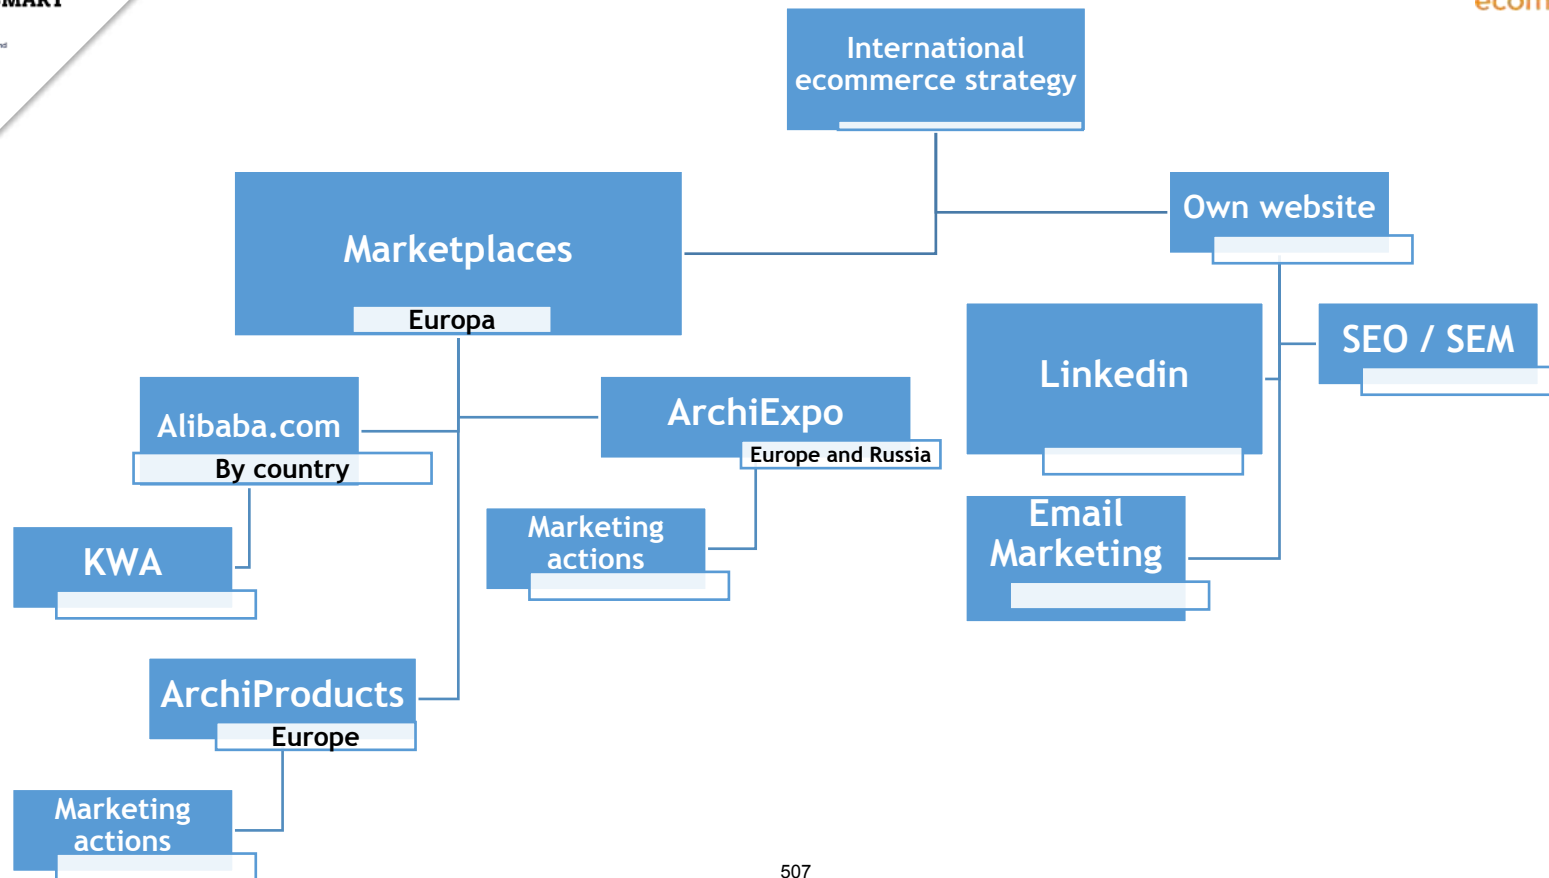 ecom
International
ecommerce strategy
Own website
Marketplaces
Europa
Linkedin
SEO / SEM
Alibaba.com
By country
ArchiExpo
Europe and Russia
KWA
Marketing
actions
Email
Marketing
ArchiProducts
Europe
Marketing
actions
507